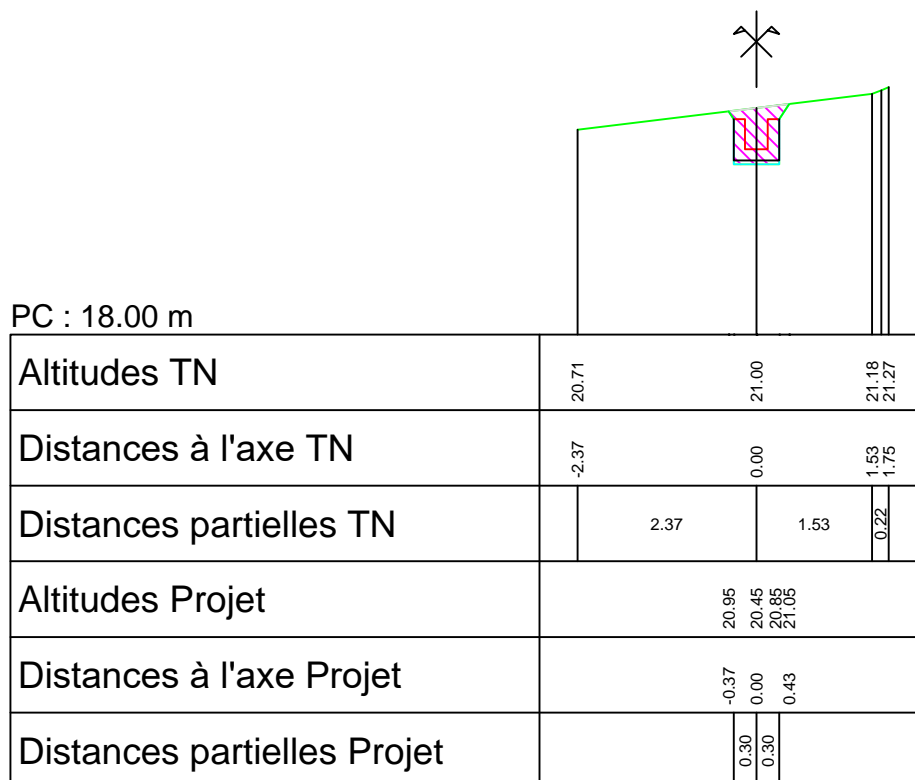 PC : 18.00 m
Altitudes TN 20.71 21.00 21.18 21.27
Distances à l'axe TN -2.37 0.00 1.53 1.75
Distances partielles TN 2.37 1.53 0.22
Altitudes Projet 20.95 20.45 20.85 21.05
Distances à l'axe Projet -0.37 0.00 0.43
Distances partielles Projet 0.30 0.30